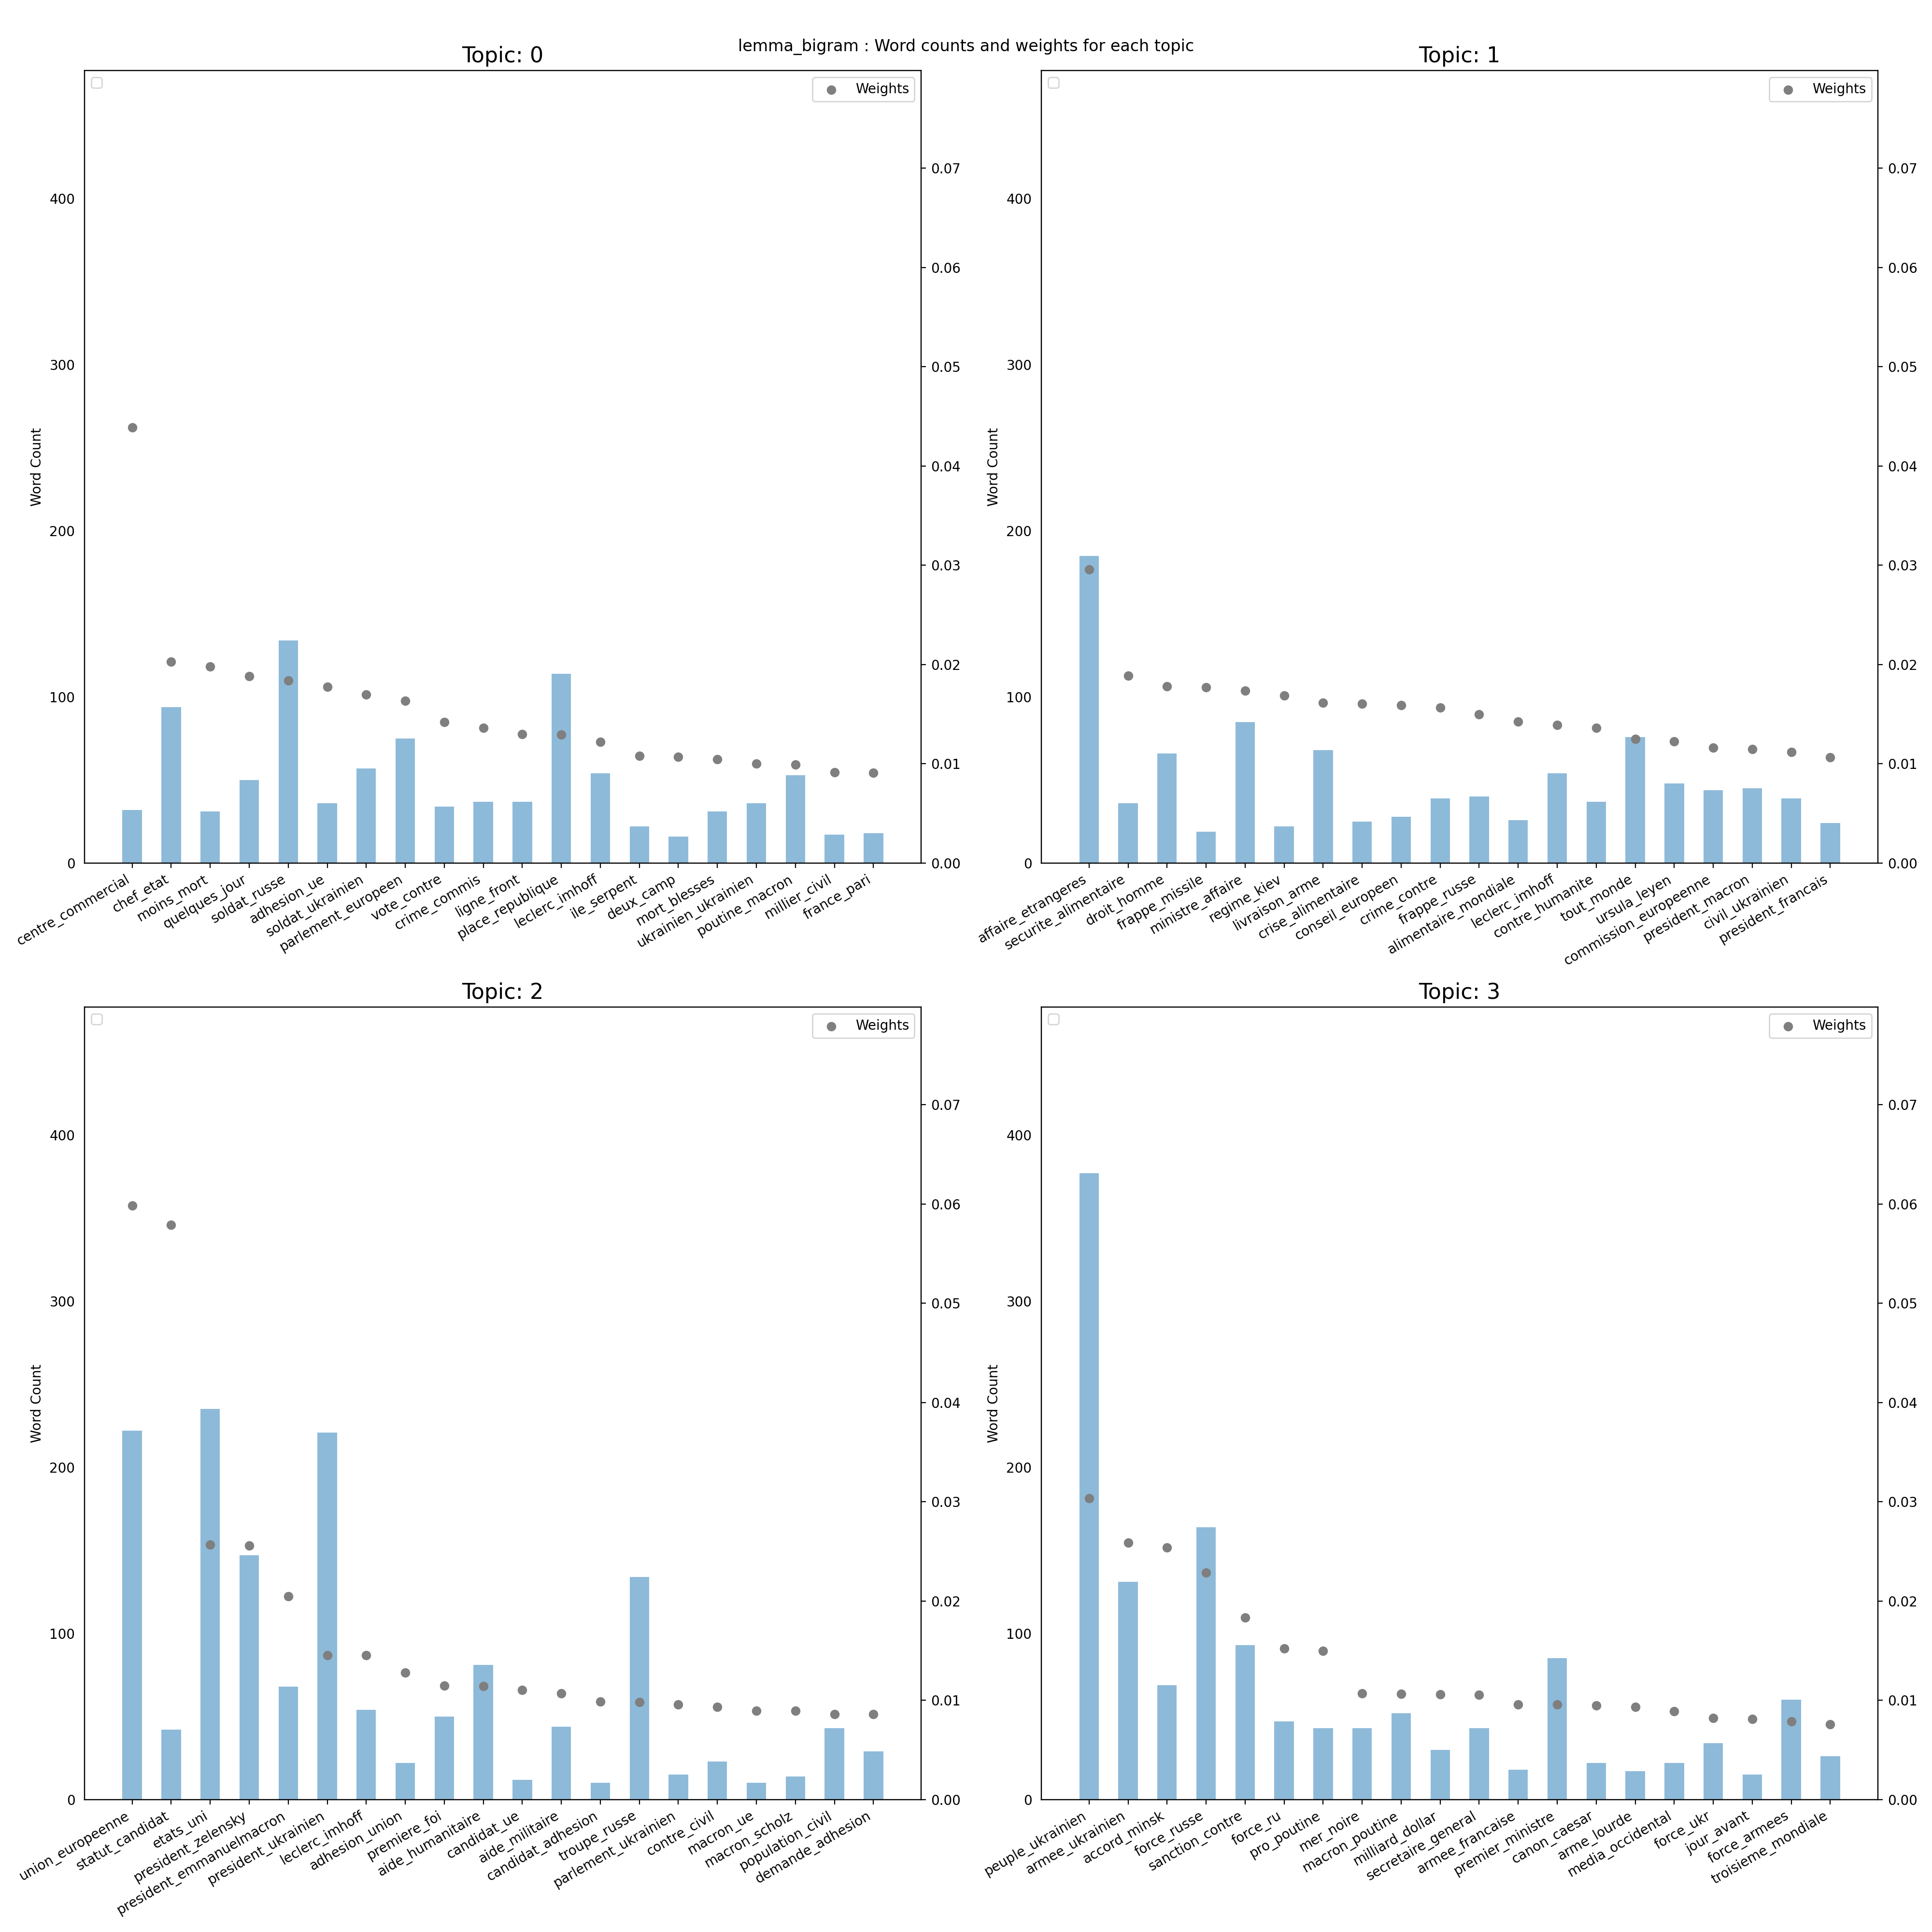 lemma_bigram : Word counts and weights for each topic
Topic: 0
Weights
Word Count
400
300
200
100
0
0.07
0.06
0.05
0.04
0.03
0.02
0.01
0.00
centre_commercial
chef_etat
moins_mort
quelques_jour
soldat_russe
adhesion_ue
soldat_ukrainien
parlement_europeen
vote_contre
crime_commis
ligne_front
place_republique
leclerc_imhoff
ile_serpent
deux_camp
mort_blesses
ukrainien_ukrainien
poutine_macron
millier_civil
france_pari
Topic: 1
Weights
Word Count
400
300
200
100
0
0.07
0.06
0.05
0.04
0.03
0.02
0.01
0.00
affaire_etrangeres
securite_alimentaire
droit_homme
frappe_missile
ministre_affaire
regime_kiev
livraison_arme
crise_alimentaire
conseil_europeen
crime_contre
frappe_russe
alimentaire_mondiale
leclerc_imhoff
contre_humanite
tout_monde
ursula_leyen
commission_europeenne
president_macron
civil_ukrainien
president_francais
Topic: 2
Weights
Word Count
400
300
200
100
0
0.07
0.06
0.05
0.04
0.03
0.02
0.01
0.00
union_europeenne
statut_candidat
etats_uni
president_zelensky
president_emmanuelmacron
president_ukrainien
leclerc_imhoff
adhesion_union
premiere_foi
aide_humanitaire
candidat_ue
aide_militaire
candidat_adhesion
troupe_russe
parlement_ukrainien
contre_civil
macron_ue
macron_scholz
population_civil
demande_adhesion
Topic: 3
Weights
Word Count
400
300
200
100
0
0.07
0.06
0.05
0.04
0.03
0.02
0.01
0.00
peuple_ukrainien
armee_ukrainien
accord_minsk
force_russe
sanction_contre
force_ru
pro_poutine
mer_noire
macron_poutine
milliard_dollar
secretaire_general
armee_francaise
premier_ministre
canon_caesar
arme_lourde
media_occidental
force_ukr
jour_avant
force_armees
troisieme_mondiale